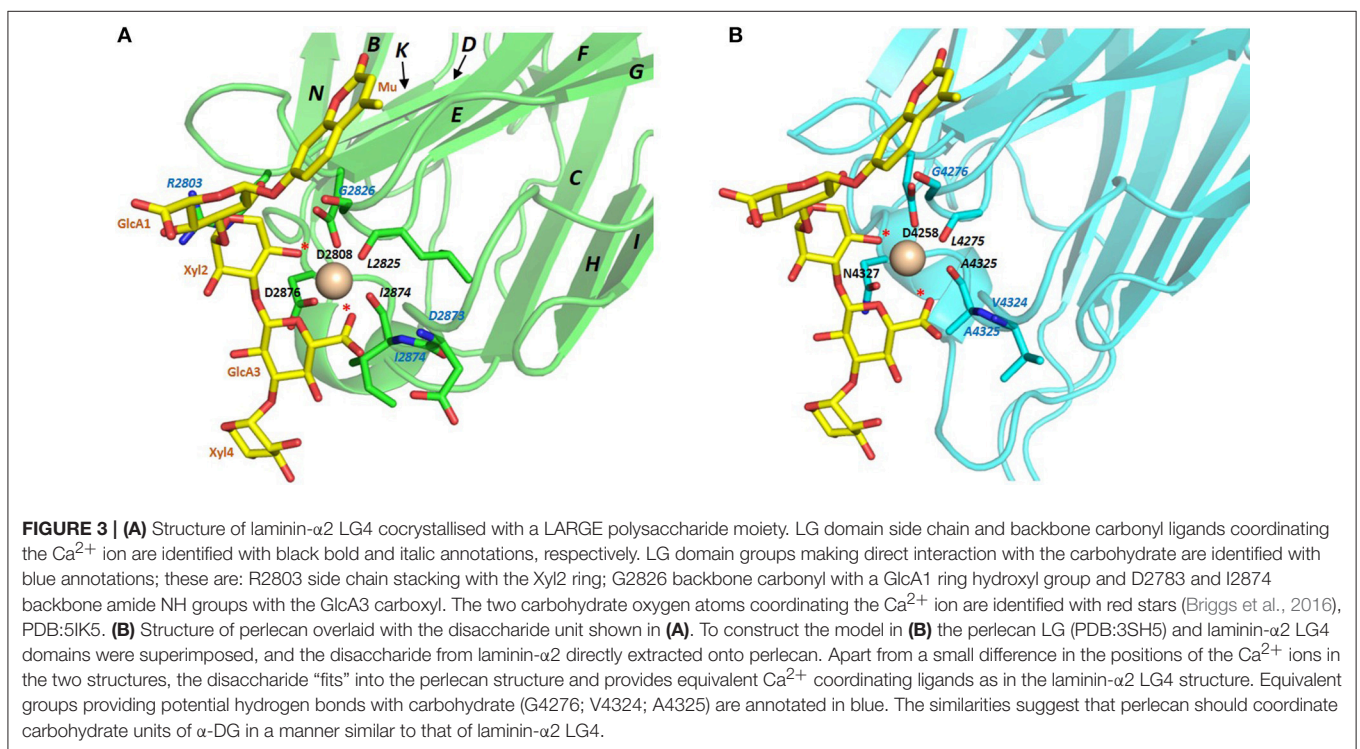 A
B
B
K
D
F
G
N
Mu
E
R2803
G2826
C
GlcA1
D2808
L2825
Xyl2
I
H
D2876
I2874
D2873
I2874
GlcA3
Xyl4
G4276
D4258
L4275
A4325
N4327
V4324
A4325
*
*
*
*
FIGURE 3 | (A) Structure of laminin-α2 LG4 cocrystallised with a LARGE polysaccharide moiety. LG domain side chain and backbone carbonyl ligands coordinating
the Ca²⁺ ion are identified with black bold and italic annotations, respectively. LG domain groups making direct interaction with the carbohydrate are identified with
blue annotations; these are: R2803 side chain stacking with the Xyl2 ring; G2826 backbone carbonyl with a GlcA1 ring hydroxyl group and D2783 and I2874
backbone amide NH groups with the GlcA3 carboxyl. The two carbohydrate oxygen atoms coordinating the Ca²⁺ ion are identified with red stars (Briggs et al., 2016),
PDB:5IK5. (B) Structure of perlecan overlaid with the disaccharide unit shown in (A). To construct the model in (B) the perlecan LG (PDB:3SH5) and laminin-α2 LG4
domains were superimposed, and the disaccharide from laminin-α2 directly extracted onto perlecan. Apart from a small difference in the positions of the Ca²⁺ ions in
the two structures, the disaccharide “fits” into the perlecan structure and provides equivalent Ca²⁺ coordinating ligands as in the laminin-α2 LG4 structure. Equivalent
groups providing potential hydrogen bonds with carbohydrate (G4276; V4324; A4325) are annotated in blue. The similarities suggest that perlecan should coordinate
carbohydrate units of α-DG in a manner similar to that of laminin-α2 LG4.